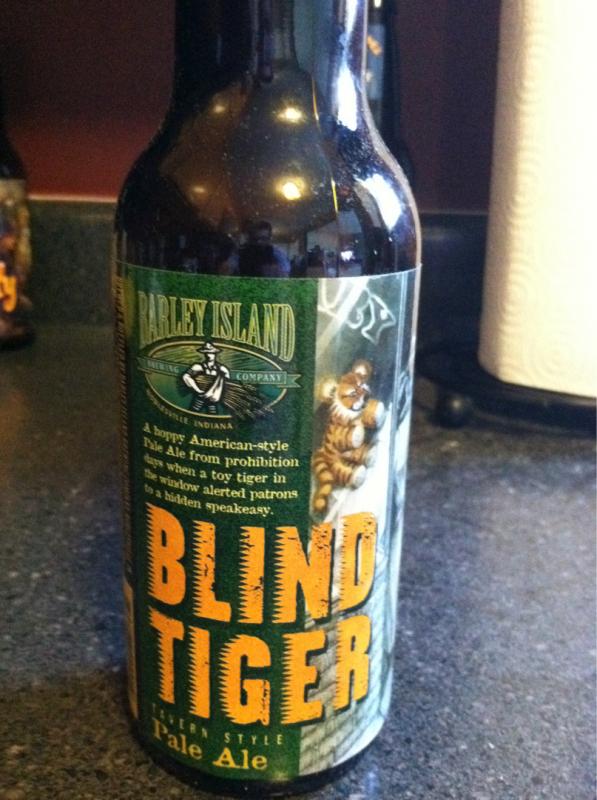 BARLEY ISLAND
BREWING COMPANY
NOBLESVILLE, INDIANA
A hoppy American-style
Pale Ale from prohibition
days when a toy tiger in
the window alerted patrons
to a hidden speakeasy.
BLIND
TIGER
TAVERN STYLE
Pale Ale